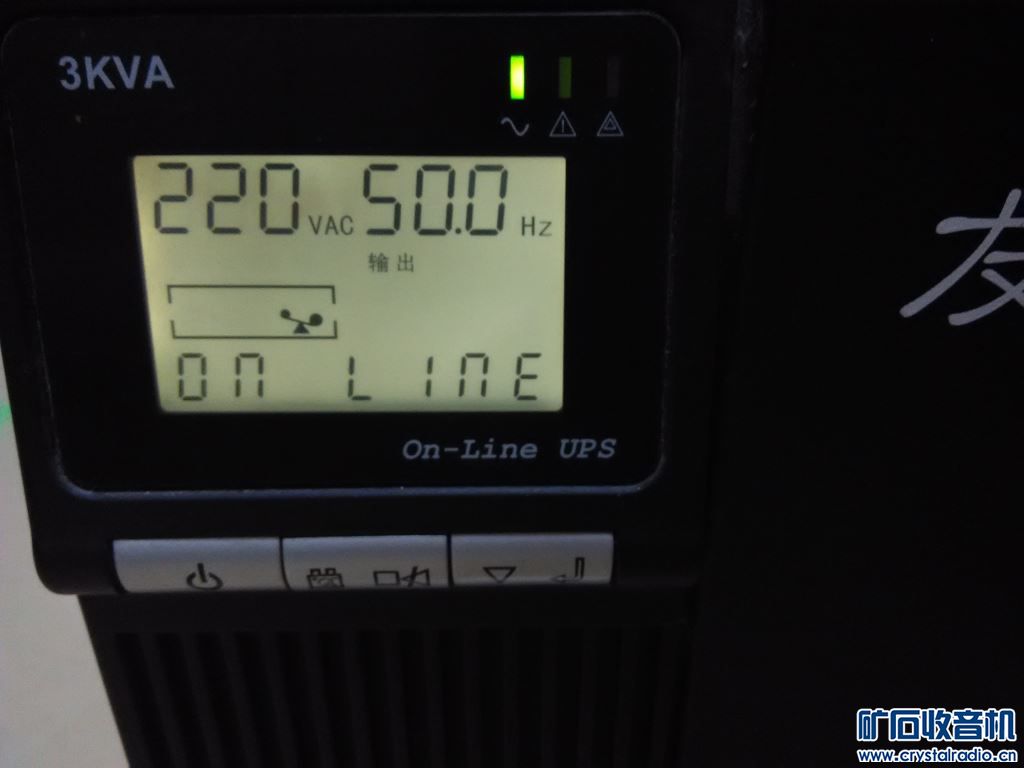 3KVA
220 VAC 50.0 Hz
输出
ON LINE
On-Line UPS
友
矿石收音机
www.crystalradio.cn